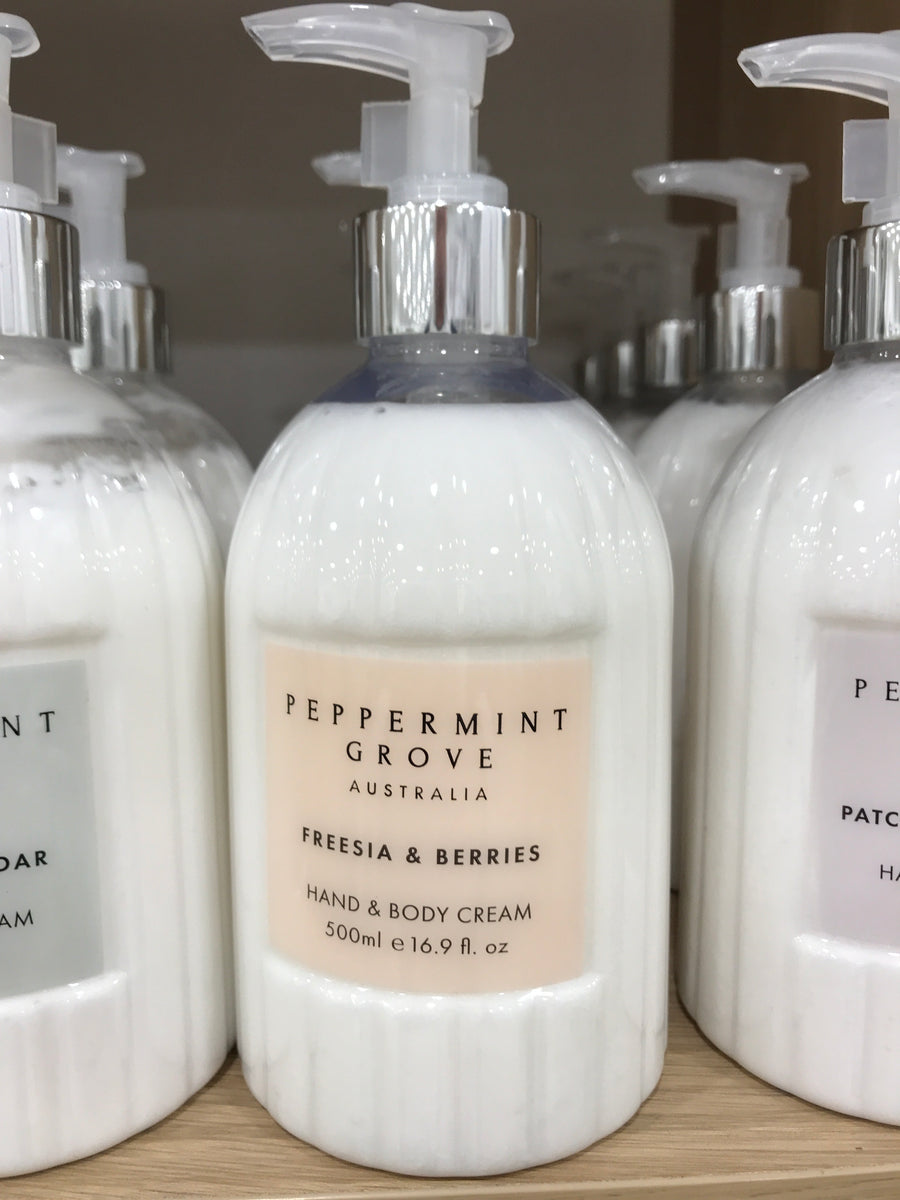 PEPPERMINT
GROVE
AUSTRALIA
FREESIA & BERRIES
HAND & BODY CREAM
500ml e 16.9 fl. oz
NT
DAR
AM
PE
PATC
HA